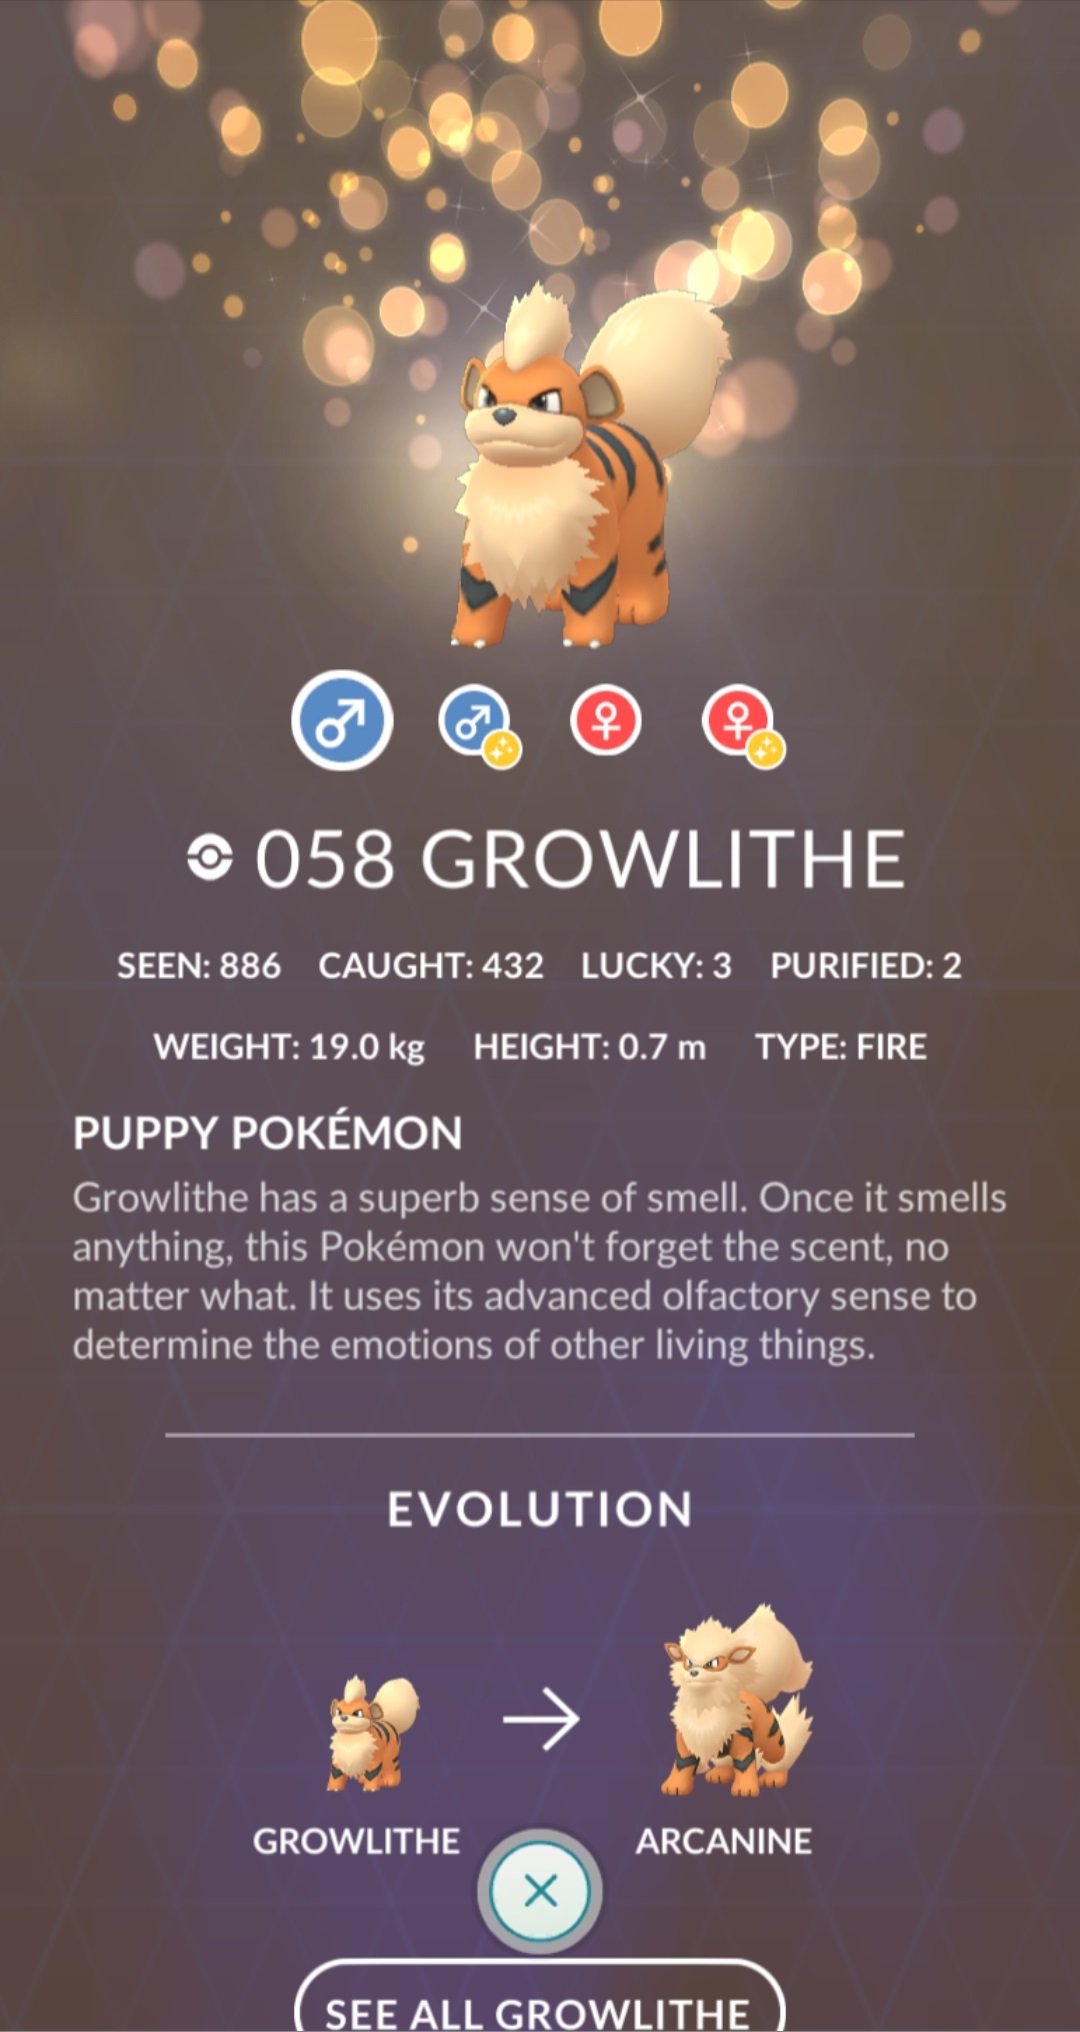 058 GROWLITHE
SEEN: 886 CAUGHT: 432 LUCKY: 3 PURIFIED: 2
WEIGHT: 19.0 kg HEIGHT: 0.7 m TYPE: FIRE
PUPPY POKÉMON
Growlithe has a superb sense of smell. Once it smells
anything, this Pokémon won't forget the scent, no
matter what. It uses its advanced olfactory sense to
determine the emotions of other living things.
EVOLUTION
GROWLITHE ARCANINE
SEE ALL GROWLITHE